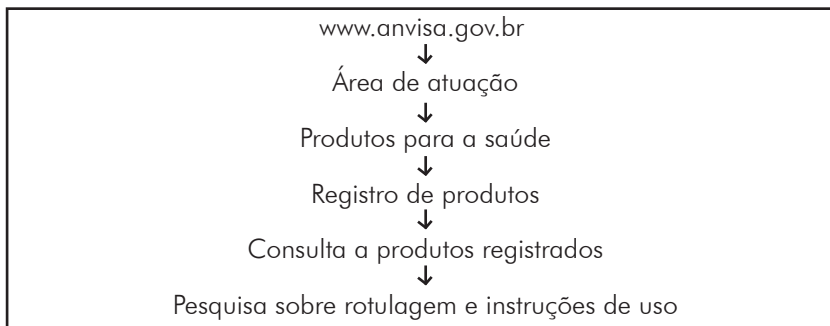 www.anvisa.gov.br
Área de atuação
Produtos para a saúde
Registro de produtos
Consulta a produtos registrados
Pesquisa sobre rotulagem e instruções de uso